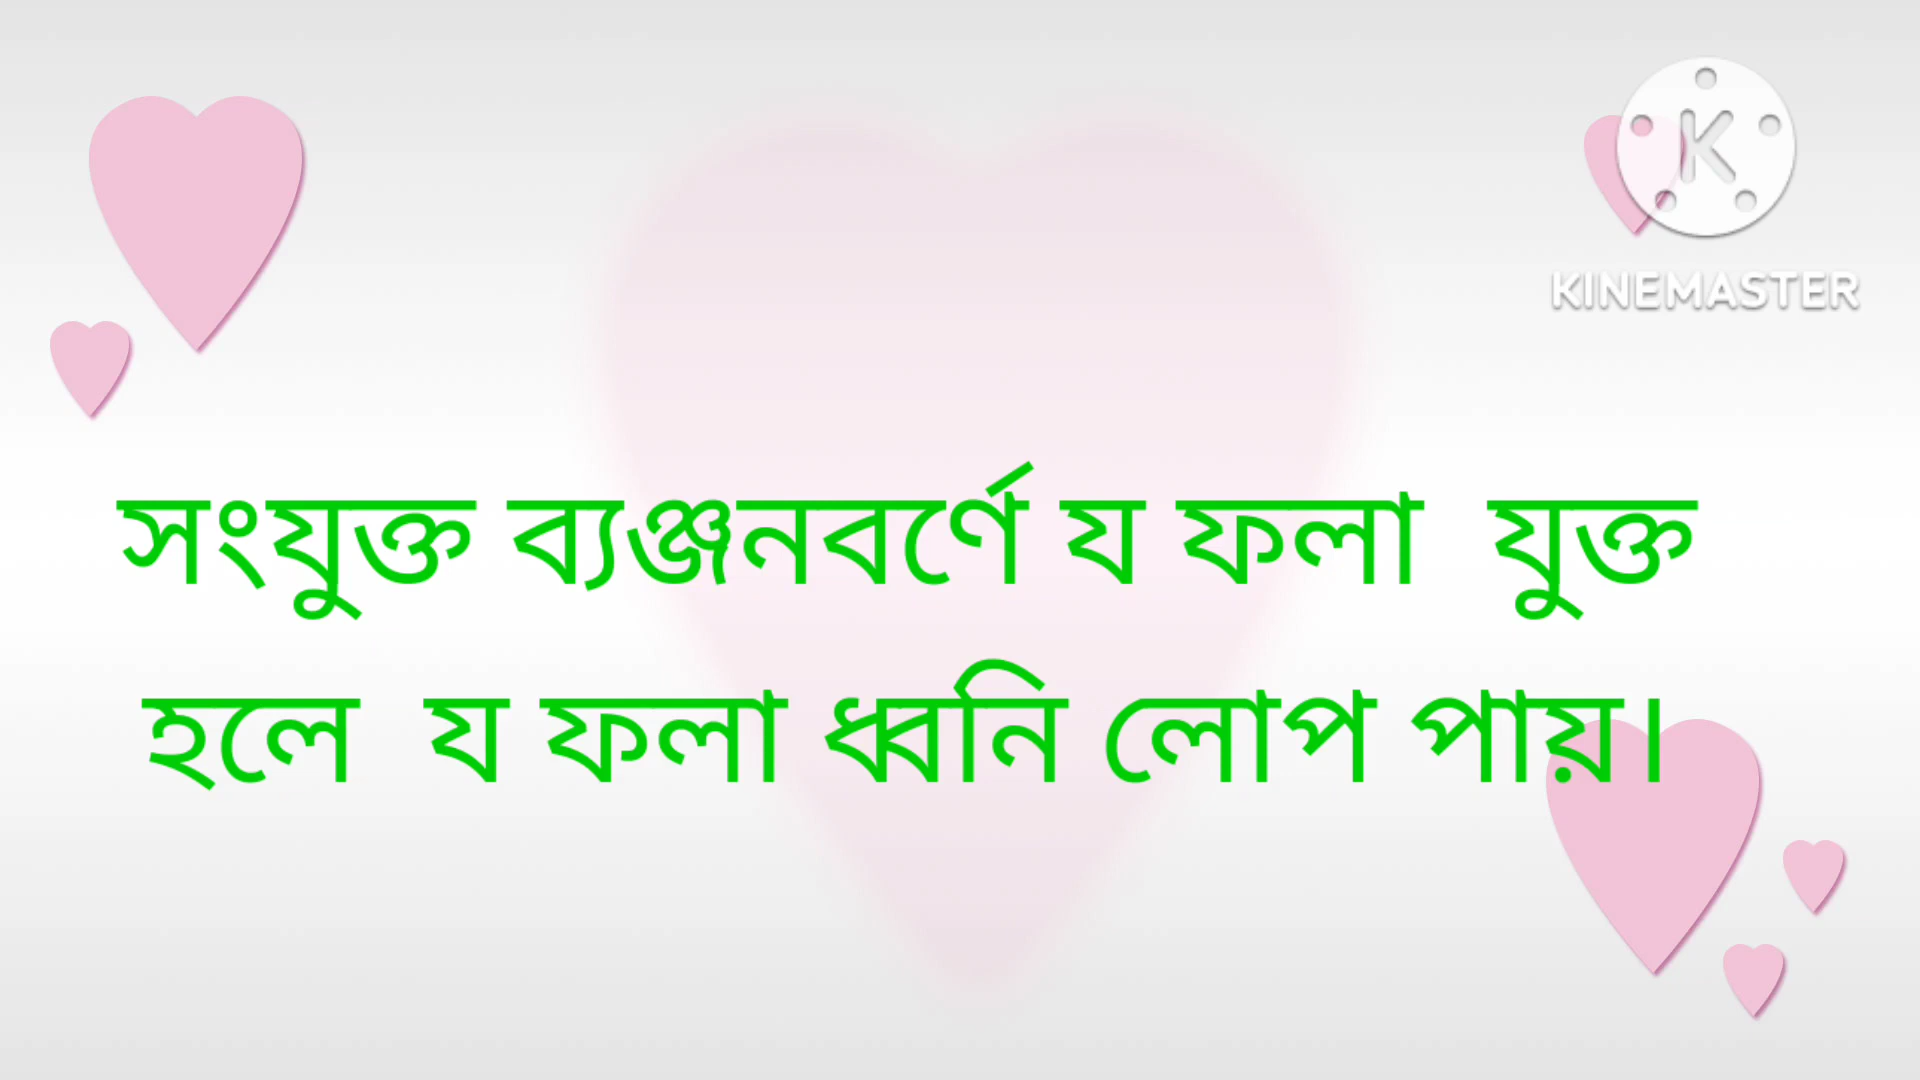 KINEMASTER
সংযুক্ত ব্যঞ্জনবর্ণে য ফলা যুক্ত
হলে য ফলা ধ্বনি লোপ পায়।